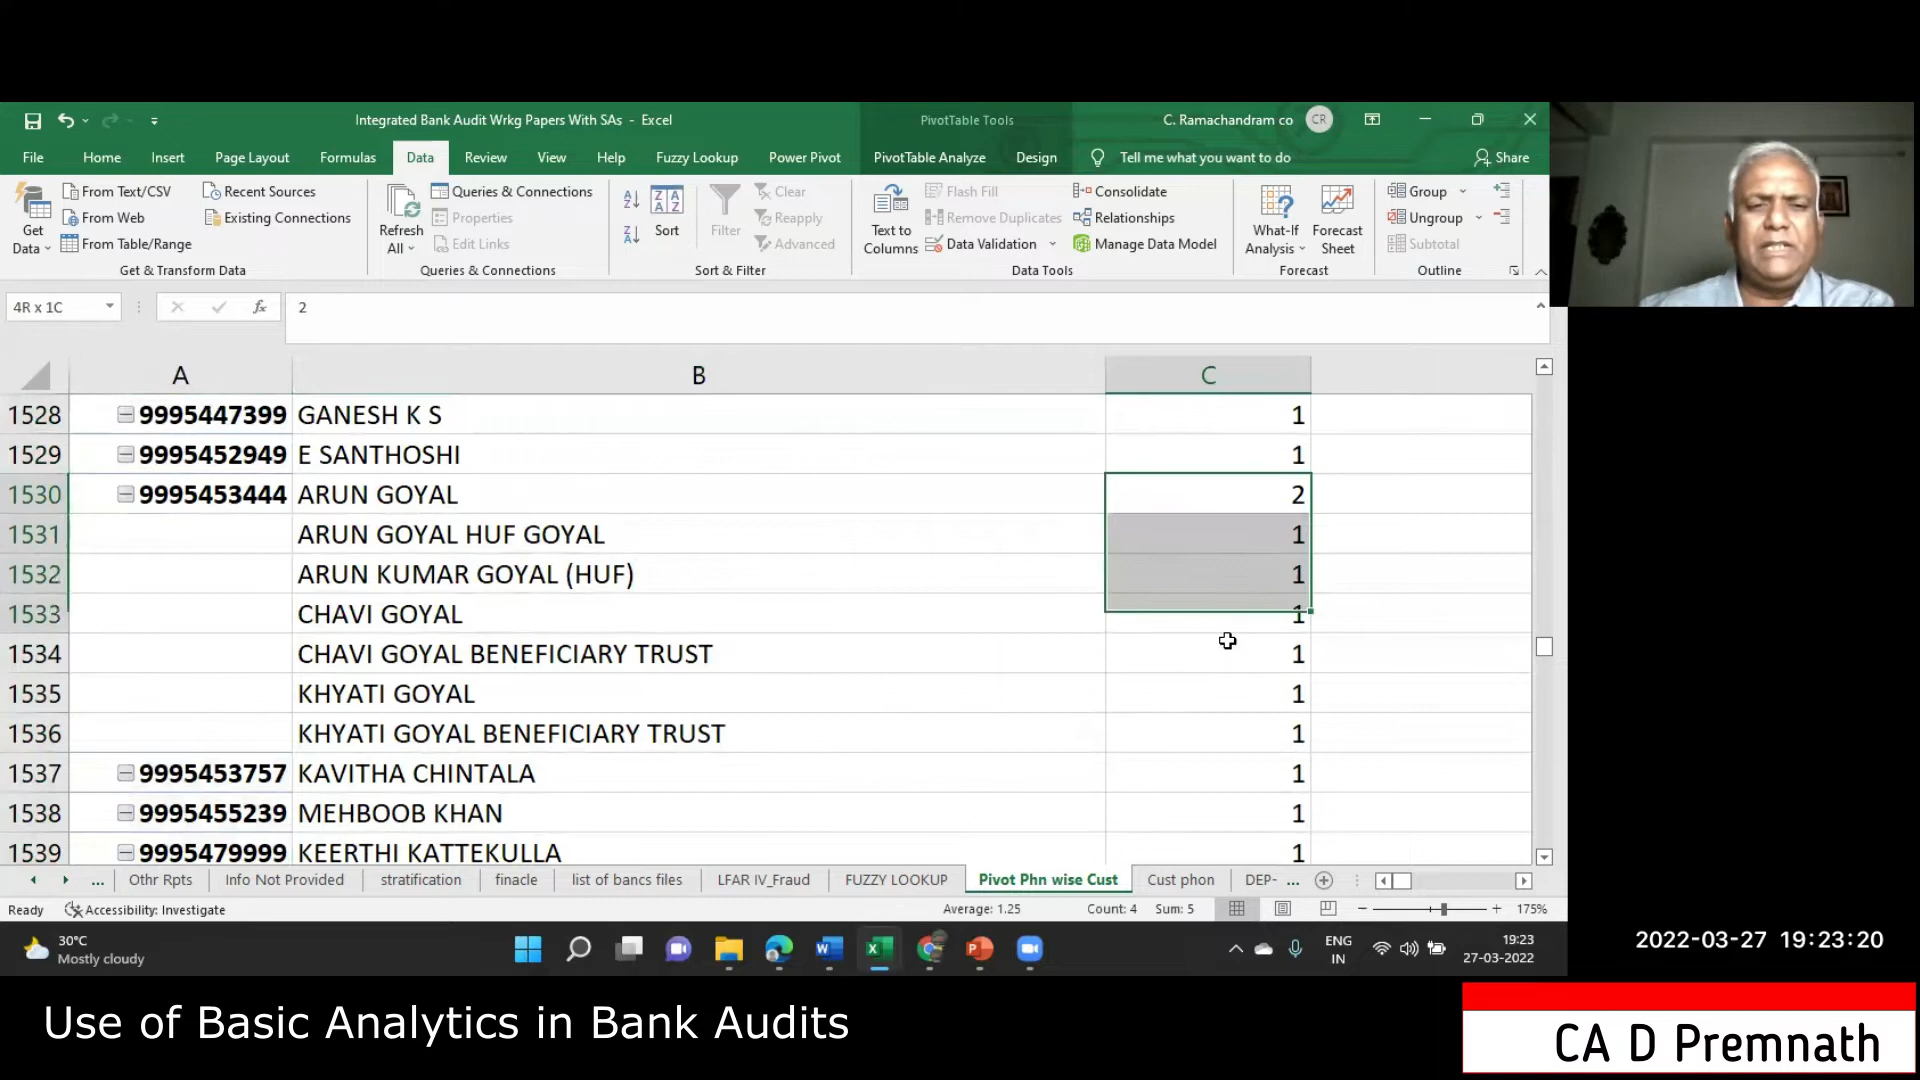 Integrated Bank Audit Wrkg Papers With SAs - Excel
PivotTable Tools
C. Ramachandram co
CR
File Home Insert Page Layout Formulas Data Review View Help Fuzzy Lookup Power Pivot PivotTable Analyze Design Tell me what you want to do Share
Get Data
From Text/CSV
From Web
From Table/Range
Recent Sources
Existing Connections
Get & Transform Data
Refresh All
Queries & Connections
Properties
Edit Links
Queries & Connections
Sort
Filter
Clear
Reapply
Advanced
Sort & Filter
Text to Columns
Flash Fill
Remove Duplicates
Data Validation
Consolidate
Relationships
Manage Data Model
Data Tools
What-If Analysis
Forecast Sheet
Forecast
Group
Ungroup
Subtotal
Outline
4R x 1C
fx
2
A B C
1528 9995447399 GANESH K S 1
1529 9995452949 E SANTHOSHI 1
1530 9995453444 ARUN GOYAL 2
1531 ARUN GOYAL HUF GOYAL 1
1532 ARUN KUMAR GOYAL (HUF) 1
1533 CHAVI GOYAL 1
1534 CHAVI GOYAL BENEFICIARY TRUST 1
1535 KHYATI GOYAL 1
1536 KHYATI GOYAL BENEFICIARY TRUST 1
1537 9995453757 KAVITHA CHINTALA 1
1538 9995455239 MEHBOOB KHAN 1
1539 9995479999 KEERTHI KATTEKULLA 1
... Othr Rpts Info Not Provided stratification finacle list of bancs files LFAR IV_Fraud FUZZY LOOKUP Pivot Phn wise Cust Cust phon DEP- ...
Ready Accessibility: Investigate Average: 1.25 Count: 4 Sum: 5 175%
30°C
Mostly cloudy
ENG
IN
19:23
27-03-2022
2022-03-27 19:23:20
Use of Basic Analytics in Bank Audits
CA D Premnath